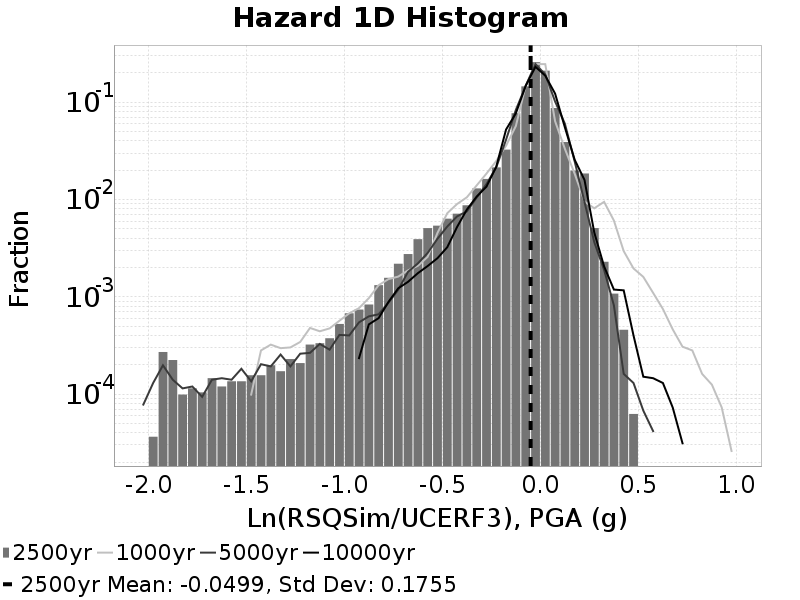 Hazard 1D Histogram
Fraction
10-1
10-2
10-3
10-4
-2.0 -1.5 -1.0 -0.5 0.0 0.5 1.0
Ln(RSQSim/UCERF3), PGA (g)
2500yr 1000yr 5000yr 10000yr
2500yr Mean: -0.0499, Std Dev: 0.1755